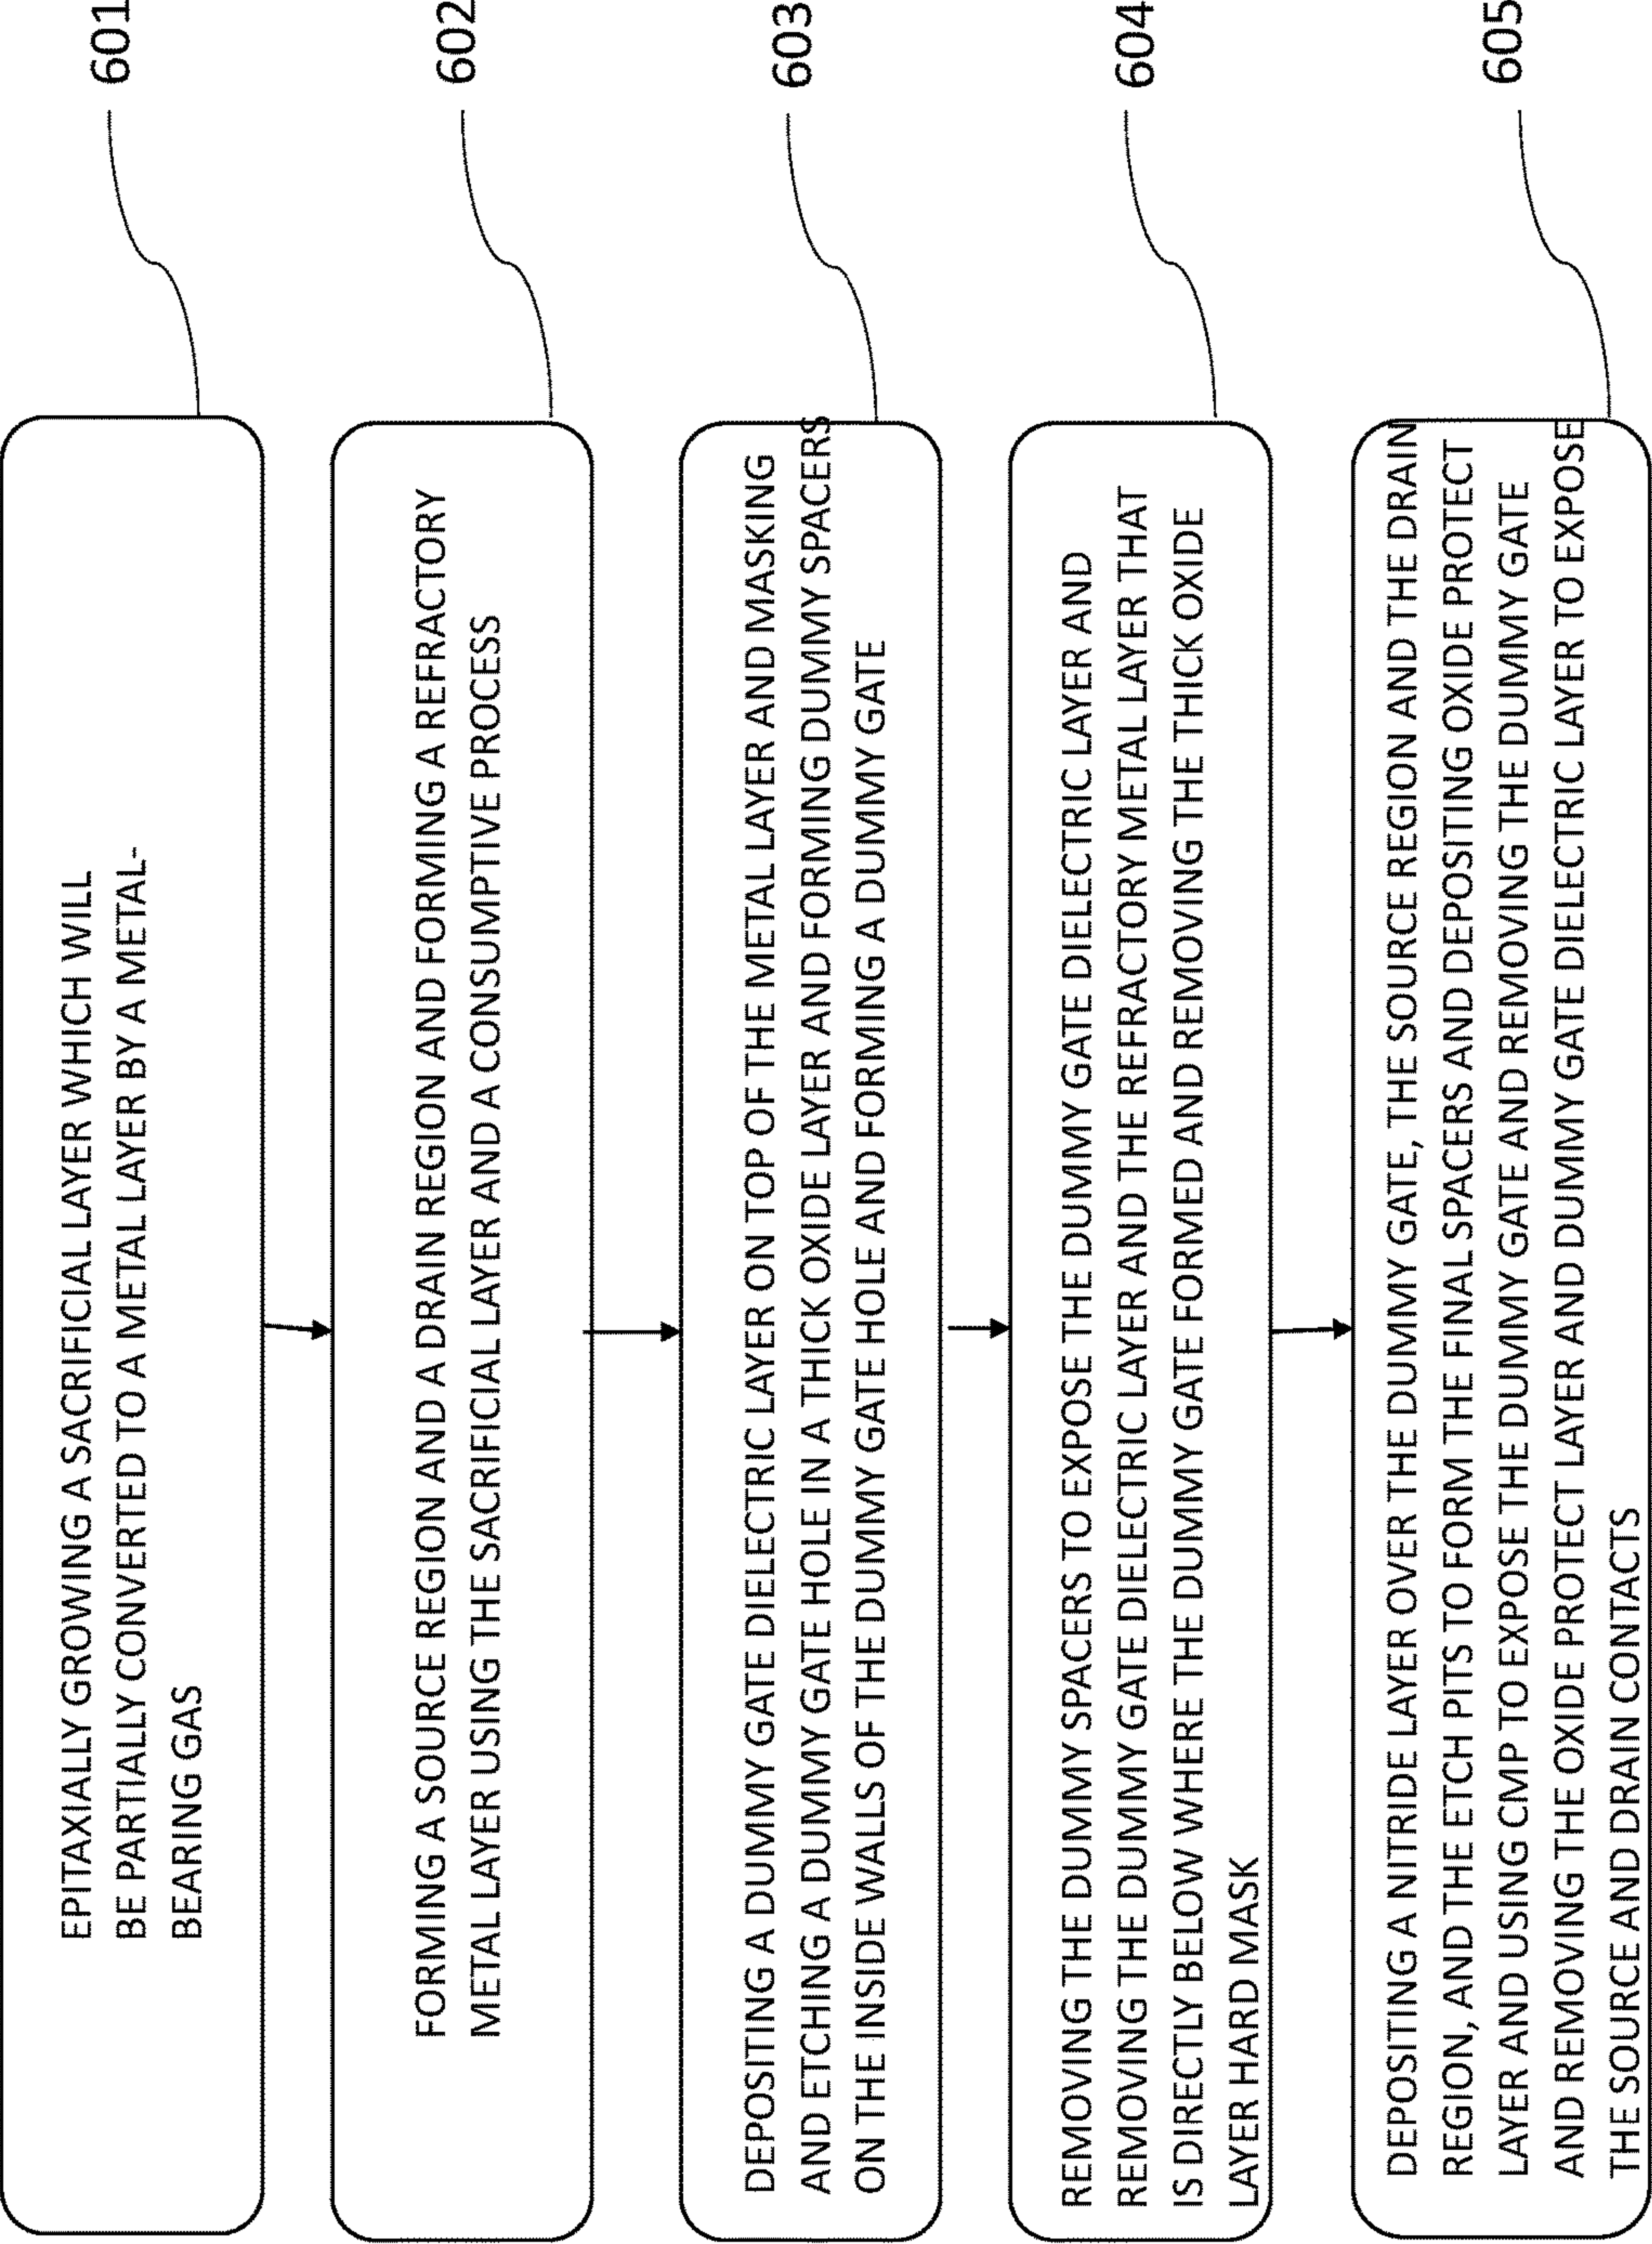 601
EPITAXIALLY GROWING A SACRIFICIAL LAYER WHICH WILL
BE PARTIALLY CONVERTED TO A METAL LAYER BY A METAL-
BEARING GAS
602
FORMING A SOURCE REGION AND A DRAIN REGION AND FORMING A REFRACTORY
METAL LAYER USING THE SACRIFICIAL LAYER AND A CONSUMPTIVE PROCESS
603
DEPOSITING A DUMMY GATE DIELECTRIC LAYER ON TOP OF THE METAL LAYER AND MASKING
AND ETCHING A DUMMY GATE HOLE IN A THICK OXIDE LAYER AND FORMING DUMMY SPACERS
ON THE INSIDE WALLS OF THE DUMMY GATE HOLE AND FORMING A DUMMY GATE
604
REMOVING THE DUMMY SPACERS TO EXPOSE THE DUMMY GATE DIELECTRIC LAYER AND
REMOVING THE DUMMY GATE DIELECTRIC LAYER AND THE REFRACTORY METAL LAYER THAT
IS DIRECTLY BELOW WHERE THE DUMMY GATE FORMED AND REMOVING THE THICK OXIDE
LAYER HARD MASK
605
DEPOSITING A NITRIDE LAYER OVER THE DUMMY GATE, THE SOURCE REGION AND THE DRAIN
REGION, AND THE ETCH PITS TO FORM THE FINAL SPACERS AND DEPOSITING OXIDE PROTECT
LAYER AND USING CMP TO EXPOSE THE DUMMY GATE AND REMOVING THE DUMMY GATE
AND REMOVING THE OXIDE PROTECT LAYER AND DUMMY GATE DIELECTRIC LAYER TO EXPOSE
THE SOURCE AND DRAIN CONTACTS